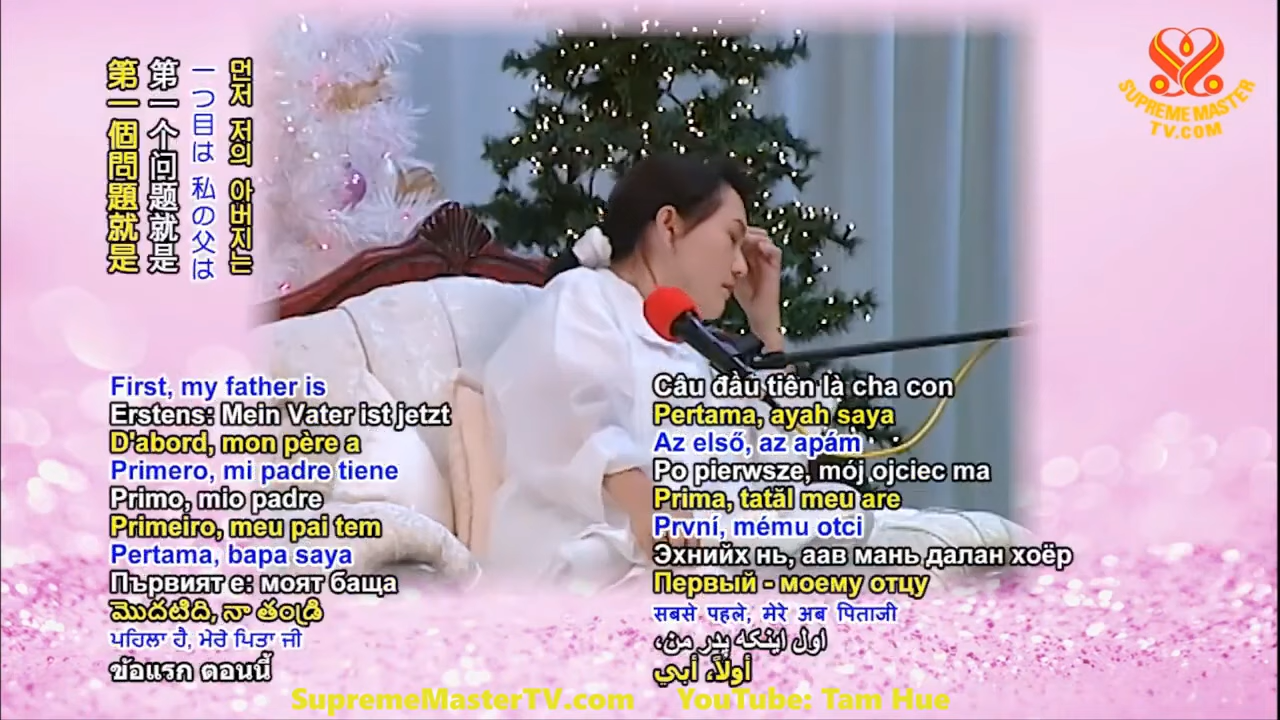 SUPREME MASTER
TV.COM
第一個問題就是
第一个问题就是
一つ目は 私の父は
먼저 저의 아버지는
First, my father is
Erstens: Mein Vater ist jetzt
D'abord, mon père a
Primero, mi padre tiene
Primo, mio padre
Primeiro, meu pai tem
Pertama, bapa saya
Първият е: моят баща
మొదటిది, నా తండ్రి
ਪਹਿਲਾ ਹੈ, ਮੇਰੇ ਪਿਤਾ ਜੀ
ข้อแรก ตอนนี้
Câu đầu tiên là cha con
Pertama, ayah saya
Az első, az apám
Po pierwsze, mój ojciec ma
Prima, tatăl meu are
První, mému otci
Эхнийх нь, аав мань далан хоёр
Первый - моему отцу
सबसे पहले, मेरे अब पिताजी
اول اینکه پدر من،
أولاً، أبي
SupremeMasterTV.com YouTube: Tam Hue